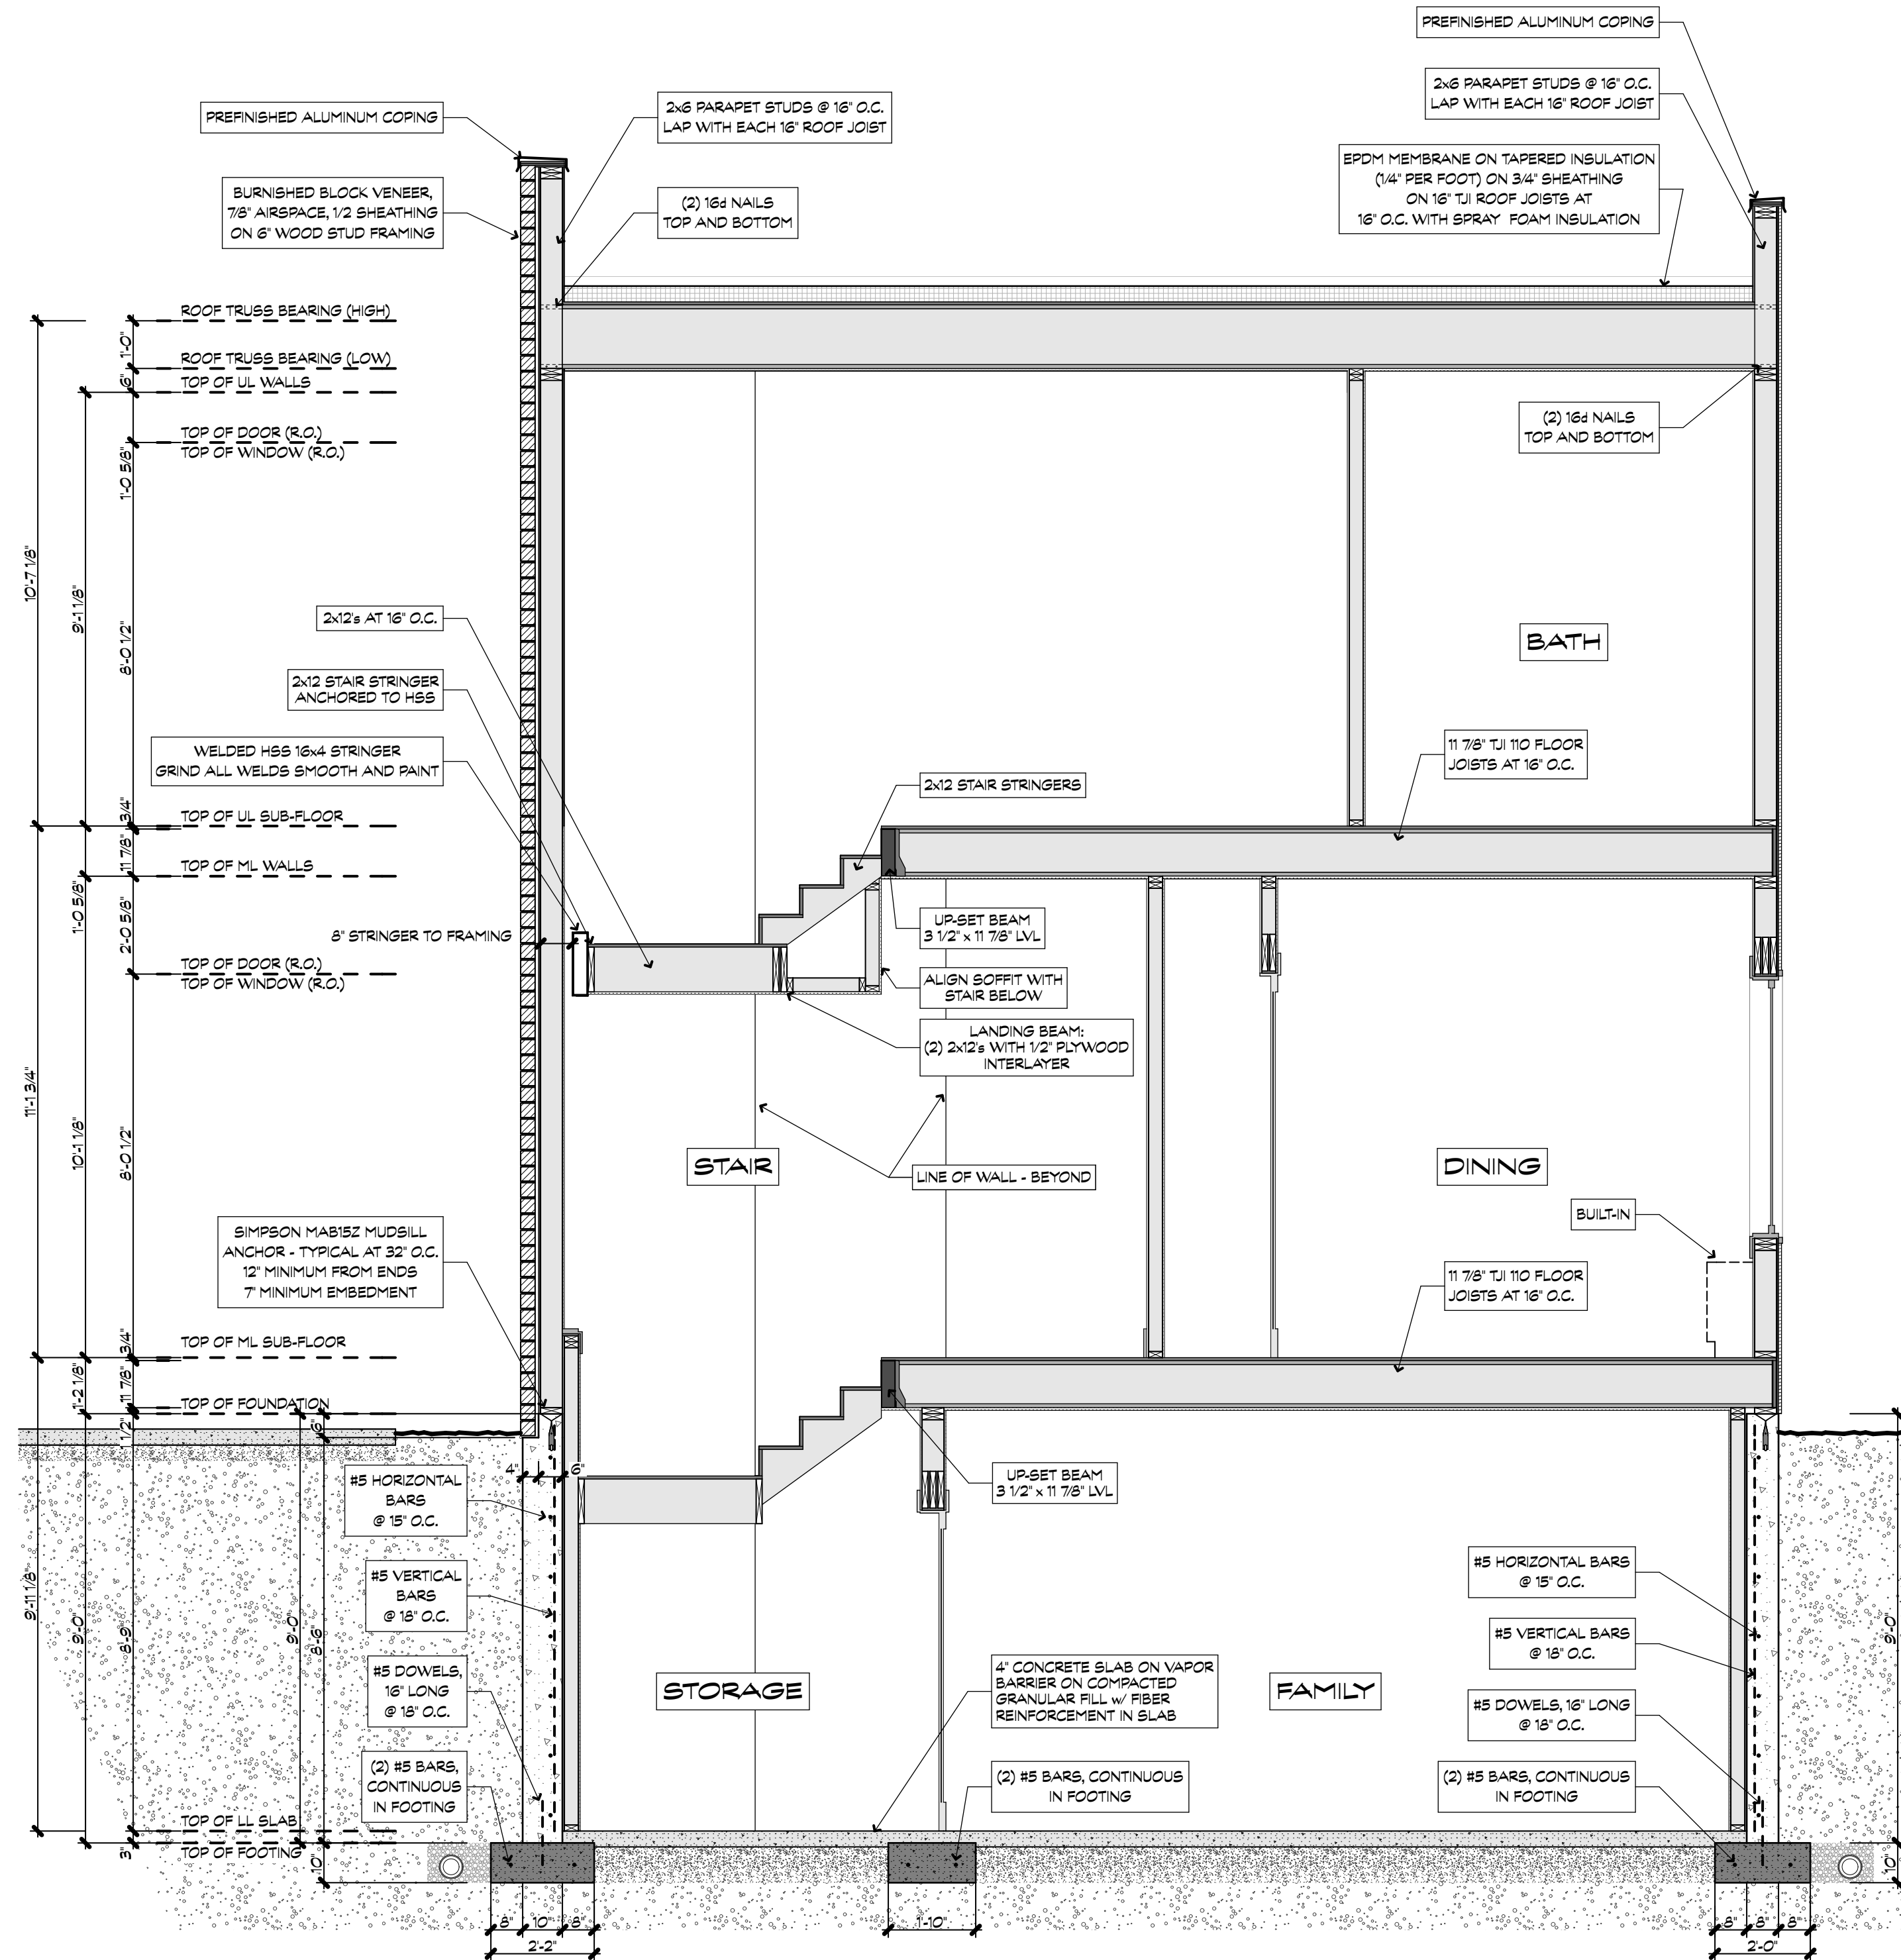 PREFINISHED ALUMINUM COPING
2x6 PARAPET STUDS @ 16" O.C.
LAP WITH EACH 16" ROOF JOIST
EPDM MEMBRANE ON TAPERED INSULATION
(1/4" PER FOOT) ON 3/4" SHEATHING
ON 16" TJI ROOF JOISTS AT
16" O.C. WITH SPRAY FOAM INSULATION
PREFINISHED ALUMINUM COPING
2x6 PARAPET STUDS @ 16" O.C.
LAP WITH EACH 16" ROOF JOIST
BURNISHED BLOCK VENEER,
7/8" AIRSPACE, 1/2 SHEATHING
ON 6" WOOD STUD FRAMING
(2) 16d NAILS
TOP AND BOTTOM
ROOF TRUSS BEARING (HIGH)
1'-0"
ROOF TRUSS BEARING (LOW)
6"
TOP OF UL WALLS
TOP OF DOOR (R.O.)
TOP OF WINDOW (R.O.)
1'-0 5/8"
(2) 16d NAILS
TOP AND BOTTOM
10'-7 1/8"
9'-1 1/8"
8'-0 1/2"
2x12's AT 16" O.C.
BATH
2x12 STAIR STRINGER
ANCHORED TO HSS
WELDED HSS 16x4 STRINGER
GRIND ALL WELDS SMOOTH AND PAINT
11 7/8" TJI 110 FLOOR
JOISTS AT 16" O.C.
2x12 STAIR STRINGERS
3/4"
TOP OF UL SUB-FLOOR
11 7/8"
TOP OF ML WALLS
1'-0 5/8"
2'-0 5/8"
8" STRINGER TO FRAMING
UP-SET BEAM
3 1/2" x 11 7/8" LVL
TOP OF DOOR (R.O.)
TOP OF WINDOW (R.O.)
ALIGN SOFFIT WITH
STAIR BELOW
LANDING BEAM:
(2) 2x12's WITH 1/2" PLYWOOD
INTERLAYER
11'-1 3/4"
10'-1 1/8"
8'-0 1/2"
STAIR
LINE OF WALL - BEYOND
DINING
BUILT-IN
SIMPSON MAB15Z MUDSILL
ANCHOR - TYPICAL AT 32" O.C.
12" MINIMUM FROM ENDS
7" MINIMUM EMBEDMENT
11 7/8" TJI 110 FLOOR
JOISTS AT 16" O.C.
3/4"
TOP OF ML SUB-FLOOR
1'-2 1/8"
11 7/8"
TOP OF FOUNDATION
1 1/2"
6"
4"
6"
#5 HORIZONTAL
BARS
@ 15" O.C.
UP-SET BEAM
3 1/2" x 11 7/8" LVL
#5 VERTICAL
BARS
@ 18" O.C.
#5 HORIZONTAL BARS
@ 15" O.C.
9'-11 1/8"
9'-0"
8'-9"
9'-0"
8'-6"
#5 VERTICAL BARS
@ 18" O.C.
9'-0"
#5 DOWELS,
16" LONG
@ 18" O.C.
STORAGE
4" CONCRETE SLAB ON VAPOR
BARRIER ON COMPACTED
GRANULAR FILL w/ FIBER
REINFORCEMENT IN SLAB
FAMILY
#5 DOWELS, 16" LONG
@ 18" O.C.
(2) #5 BARS,
CONTINUOUS
IN FOOTING
(2) #5 BARS, CONTINUOUS
IN FOOTING
(2) #5 BARS, CONTINUOUS
IN FOOTING
TOP OF LL SLAB
3"
TOP OF FOOTING
10"
10"
8" 10" 8"
2'-2"
1'-10"
8" 8" 8"
2'-0"